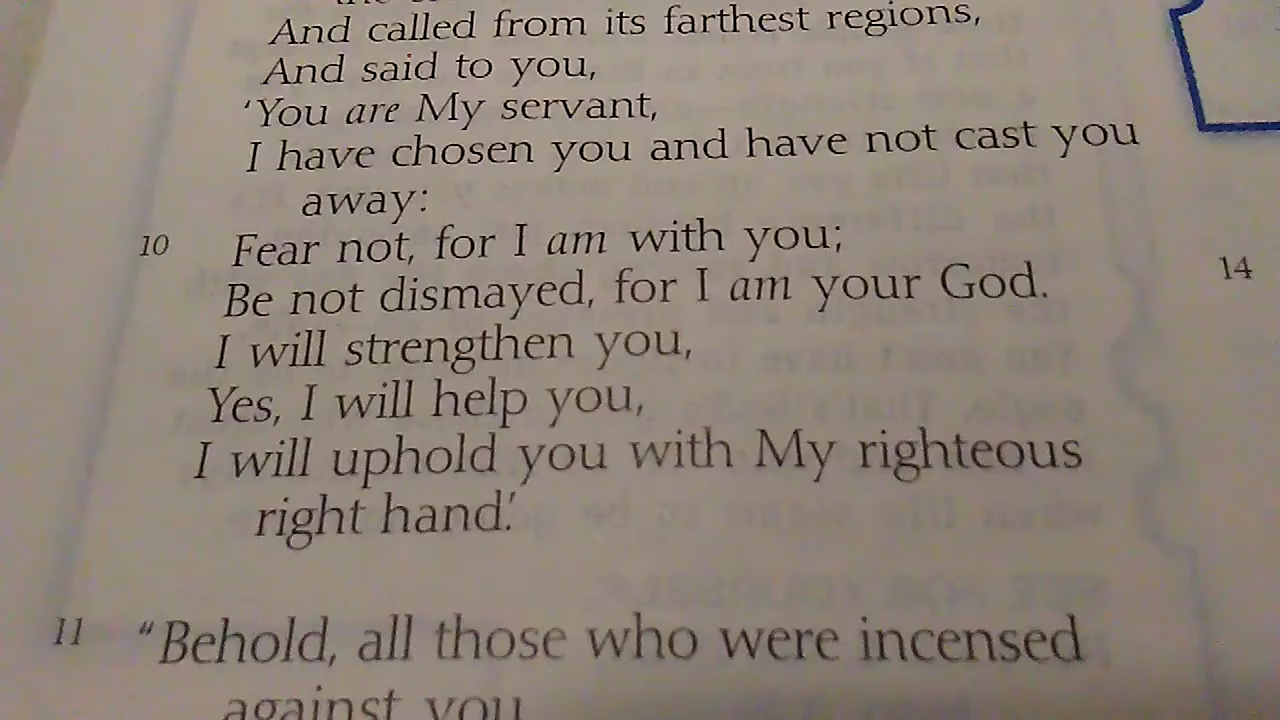 And called from its farthest regions,
And said to you,
‘You are My servant,
I have chosen you and have not cast you
away:
10 Fear not, for I am with you;
Be not dismayed, for I am your God.
I will strengthen you,
Yes, I will help you,
I will uphold you with My righteous
right hand.’
11 “Behold, all those who were incensed
against you
14